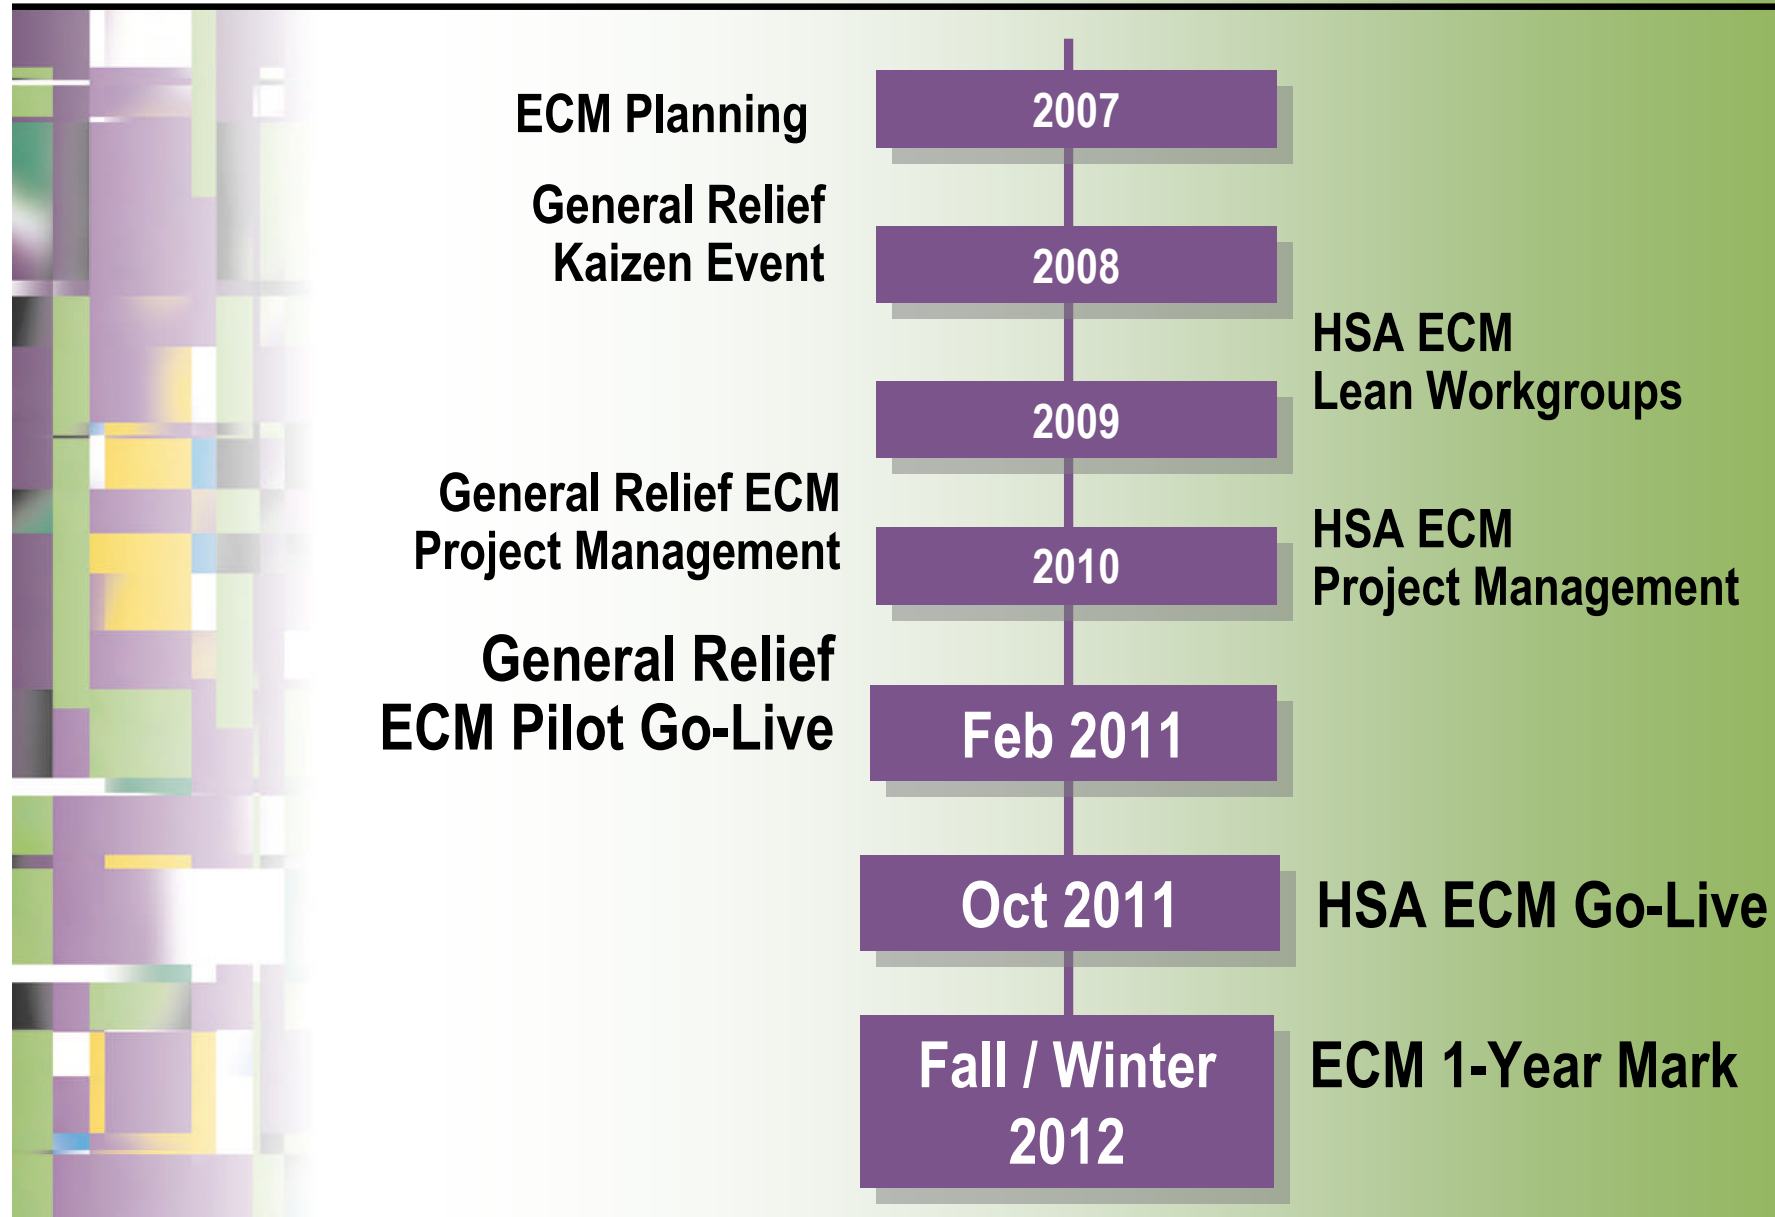 ECM Planning
2007
General Relief
Kaizen Event
2008
HSA ECM
Lean Workgroups
2009
General Relief ECM
Project Management
2010
HSA ECM
Project Management
General Relief
ECM Pilot Go-Live
Feb 2011
Oct 2011
HSA ECM Go-Live
Fall / Winter
2012
ECM 1-Year Mark